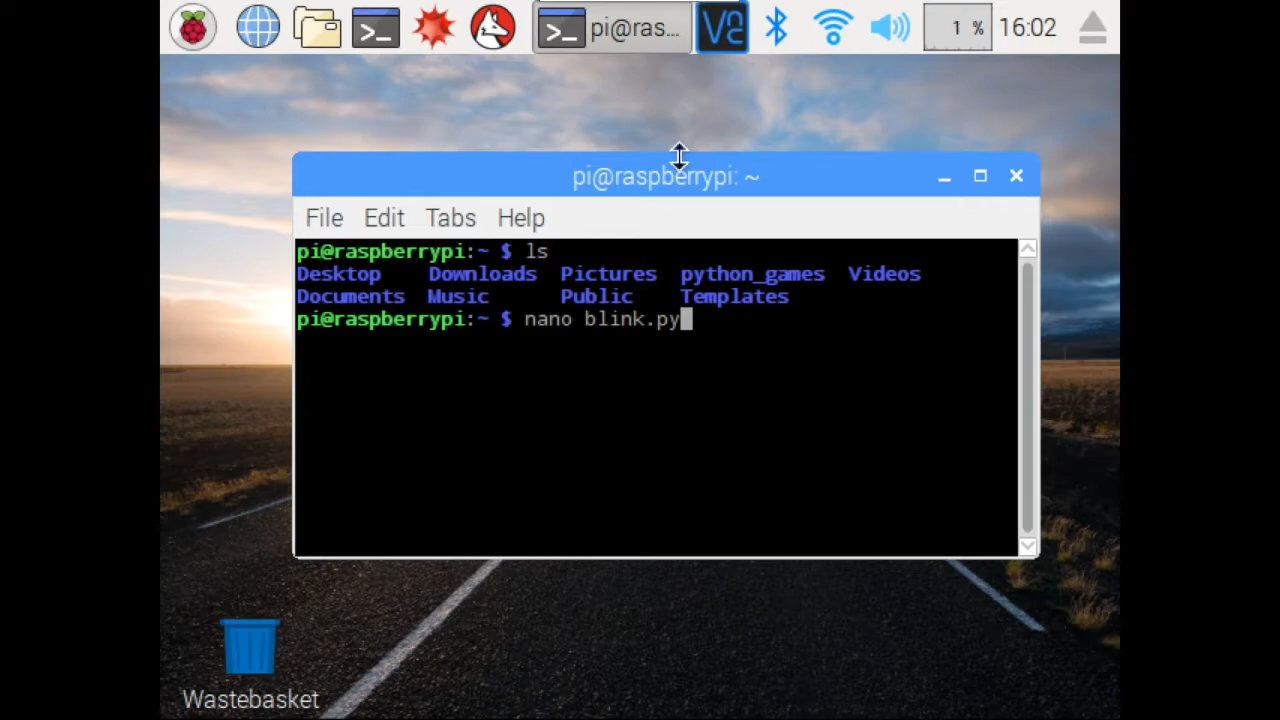 pi@ras... VNC 1 % 16:02
pi@raspberrypi: ~
File Edit Tabs Help
pi@raspberrypi:~ $ ls
Desktop Downloads Pictures python_games Videos
Documents Music Public Templates
pi@raspberrypi:~ $ nano blink.py
Wastebasket